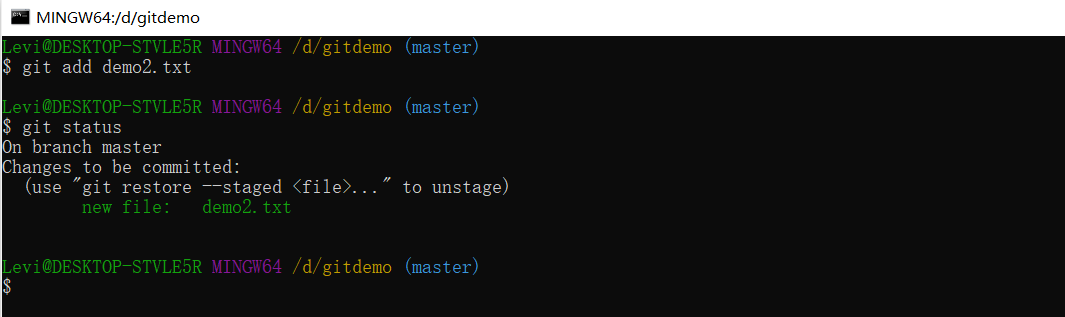 MINGW64:/d/gitdemo
Levi@DESKTOP-STVLE5R MINGW64 /d/gitdemo (master)
$ git add demo2.txt
Levi@DESKTOP-STVLE5R MINGW64 /d/gitdemo (master)
$ git status
On branch master
Changes to be committed:
  (use "git restore --staged <file>..." to unstage)
        new file:   demo2.txt
Levi@DESKTOP-STVLE5R MINGW64 /d/gitdemo (master)
$